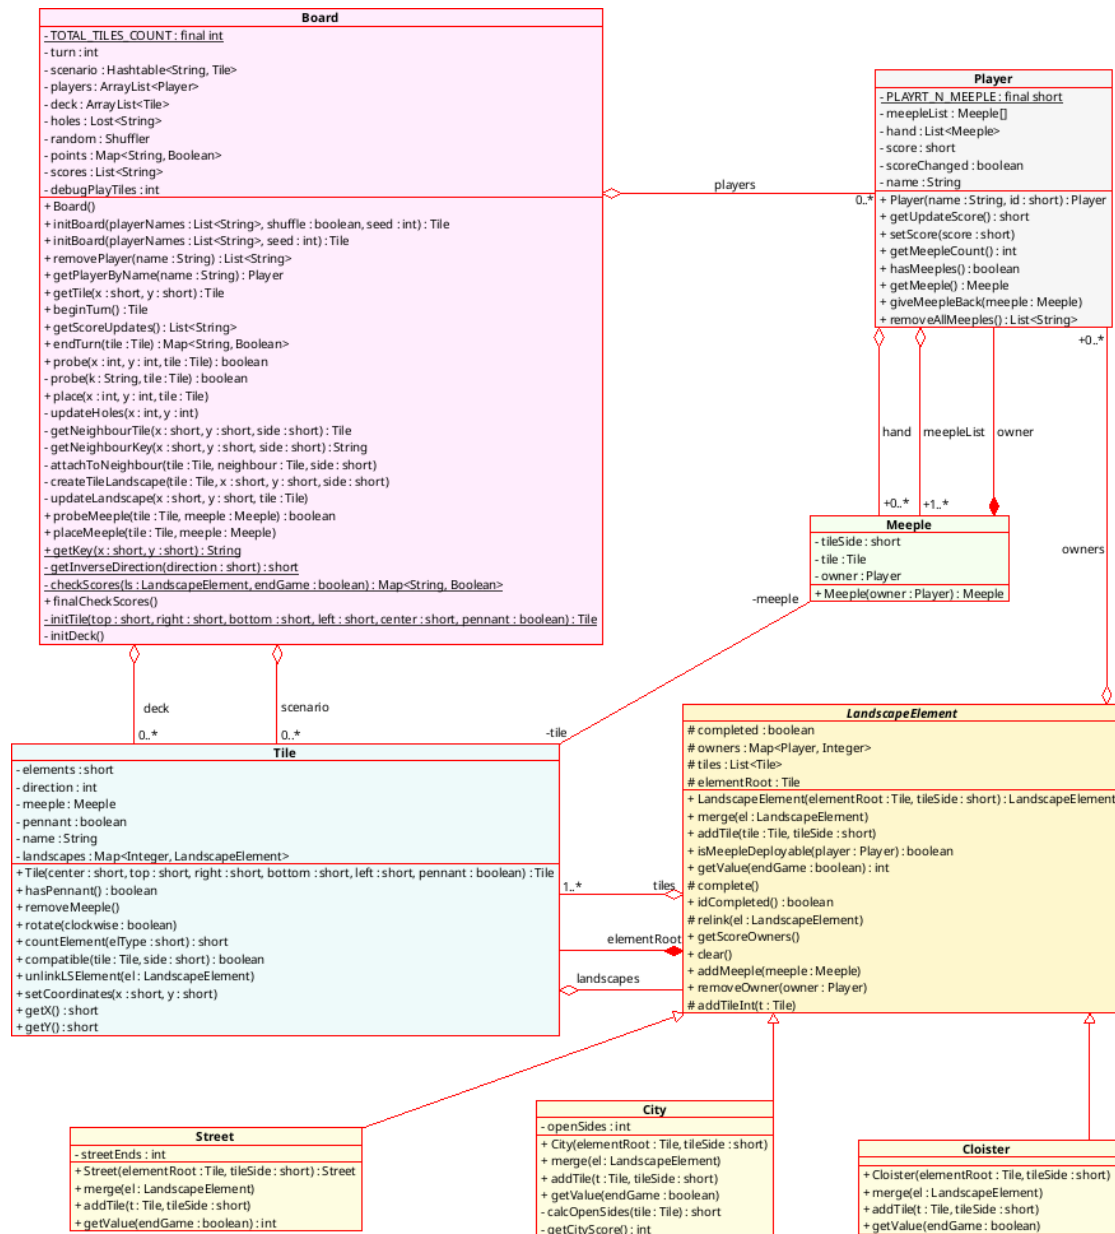 Board
- TOTAL_TILES_COUNT : final int
- turn : int
- scenario : Hashtable<String, Tile>
- players: ArrayList<Player>
- deck: ArrayList<Tile>
- holes : Lost<String>
- random : Shuffler
- points : Map<String, Boolean>
- scores : List<String>
- debugPlayTiles : int
+ Board()
+ initBoard(playerNames : List<String>, shuffle : boolean, seed : int) : Tile
+ initBoard(playerNames : List<String>, seed : int) : Tile
+ removePlayer(name : String) : List<String>
+ getPlayerByName(name : String) : Player
+ getTile(x : short, y : short) : Tile
+ beginTurn() : Tile
+ getScoreUpdates() : List<String>
+ endTurn(tile : Tile) : Map<String, Boolean>
+ probe(x : int, y : int, tile : Tile) : boolean
- probe(k : String, tile : Tile) : boolean
+ place(x : int, y : int, tile : Tile)
- updateHoles(x : int, y : int)
- getNeighbourTile(x : short, y : short, side : short) : Tile
- getNeighbourKey(x : short, y : short, side : short) : String
- attachToNeighbour(tile : Tile, neighbour : Tile, side : short)
- createTileLandscape(tile : Tile, x : short, y : short, side : short)
- updateLandscape(x : short, y : short, tile : Tile)
+ probeMeeple(tile : Tile, meeple : Meeple) : boolean
+ placeMeeple(tile : Tile, meeple : Meeple)
+ getKey(x : short, y : short) : String
- getInverseDirection(direction : short) : short
- checkScores(ls : LandscapeElement, endGame : boolean) : Map<String, Boolean>
+ finalCheckScores()
- initTile(top : short, right : short, bottom : short, left : short, center : short, pennant : boolean) : Tile
- initDeck()
players
0..*
Player
- PLAYRT_N_MEEPLE : final short
- meepleList : Meeple[]
- hand : List<Meeple>
- score : short
- scoreChanged : boolean
- name : String
+ Player(name : String, id : short) : Player
+ getUpdateScore() : short
+ setScore(score : short)
+ getMeepleCount() : int
+ hasMeeples() : boolean
+ getMeeple() : Meeple
+ giveMeepleBack(meeple : Meeple)
+ removeAllMeeples() : List<String>
+0..*
hand
meepleList
owner
+0..*
+1..*
owners
Meeple
- tileSide : short
- tile : Tile
- owner : Player
+ Meeple(owner : Player) : Meeple
-meeple
-tile
deck
scenario
0..*
0..*
Tile
- elements : short
- direction : int
- meeple : Meeple
- pennant : boolean
- name : String
- landscapes : Map<Integer, LandscapeElement>
+ Tile(center : short, top : short, right : short, bottom : short, left : short, pennant : boolean) : Tile
+ hasPennant() : boolean
+ removeMeeple()
+ rotate(clockwise : boolean)
+ countElement(elType : short) : short
+ compatible(tile : Tile, side : short) : boolean
+ unlinkLSElement(el : LandscapeElement)
+ setCoordinates(x : short, y : short)
+ getX() : short
+ getY() : short
1..*
tiles
elementRoot
landscapes
LandscapeElement
# completed : boolean
# owners : Map<Player, Integer>
# tiles : List<Tile>
# elementRoot : Tile
+ LandscapeElement(elementRoot : Tile, tileSide : short) : LandscapeElement
+ merge(el : LandscapeElement)
+ addTile(tile : Tile, tileSide : short)
+ isMeepleDeployable(player : Player) : boolean
+ getValue(endGame : boolean) : int
# complete()
+ idCompleted() : boolean
# relink(el : LandscapeElement)
+ getScoreOwners()
+ clear()
+ addMeeple(meeple : Meeple)
+ removeOwner(owner : Player)
# addTileInt(t : Tile)
Street
- streetEnds : int
+ Street(elementRoot : Tile, tileSide : short) : Street
+ merge(el : LandscapeElement)
+ addTile(t : Tile, tileSide : short)
+ getValue(endGame : boolean) : int
City
- openSides : int
+ City(elementRoot : Tile, tileSide : short)
+ merge(el : LandscapeElement)
+ addTile(t : Tile, tileSide : short)
+ getValue(endGame : boolean)
- calcOpenSides(tile : Tile) : short
- getCityScore() : int
Cloister
+ Cloister(elementRoot : Tile, tileSide : short)
+ merge(el : LandscapeElement)
+ addTile(t : Tile, tileSide : short)
+ getValue(endGame : boolean)